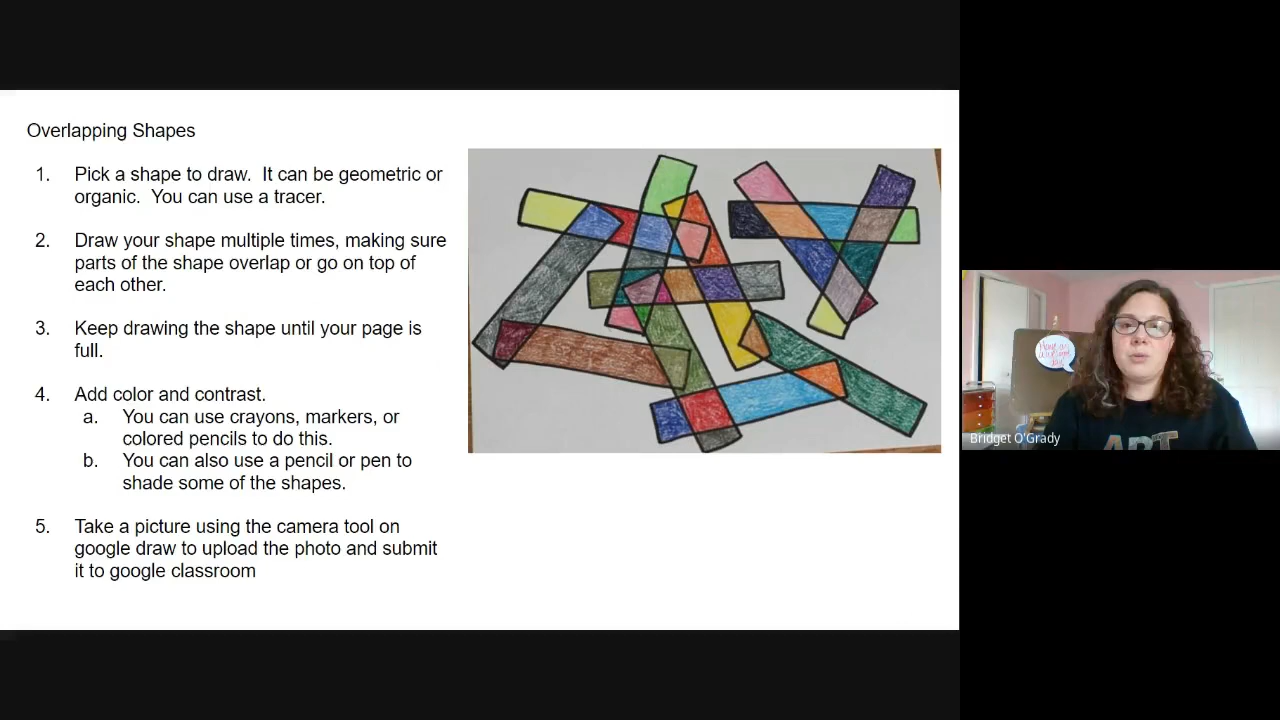 Overlapping Shapes
1. Pick a shape to draw. It can be geometric or
organic. You can use a tracer.
2. Draw your shape multiple times, making sure
parts of the shape overlap or go on top of
each other.
3. Keep drawing the shape until your page is
full.
4. Add color and contrast.
a. You can use crayons, markers, or
colored pencils to do this.
b. You can also use a pencil or pen to
shade some of the shapes.
5. Take a picture using the camera tool on
google draw to upload the photo and submit
it to google classroom
Have an
awesome
day!
Bridget O'Grady
ART